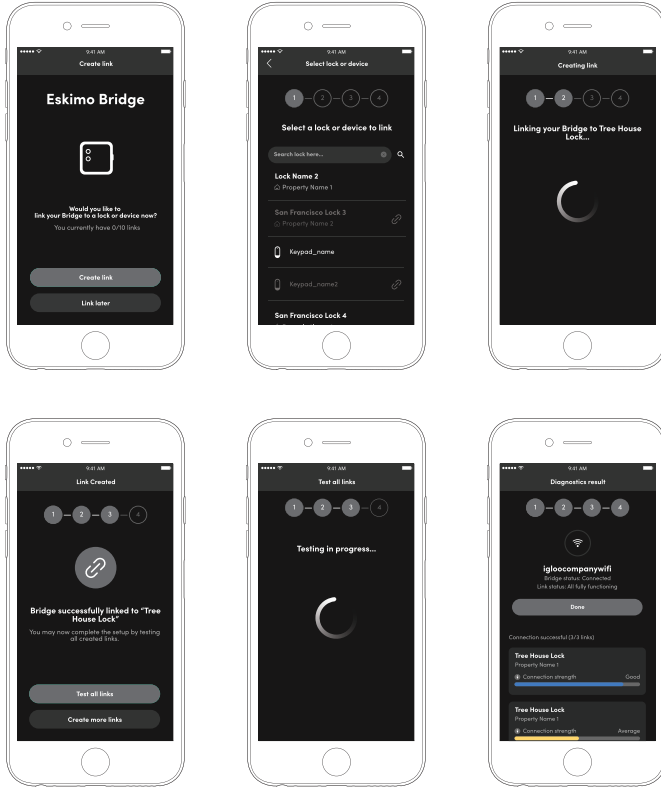 9:41 AM
Create link
Eskimo Bridge
Would you like to
link your Bridge to a lock or device now?
You currently have 0/10 links
Create link
Link later
9:41 AM
Select lock or device
1 2 3 4
Select a lock or device to link
Search lock here...
Lock Name 2
Property Name 1
San Francisco Lock 3
Property Name 2
Keypad_name
Keypad_name2
San Francisco Lock 4
9:41 AM
Creating link
1 2 3 4
Linking your Bridge to Tree House
Lock...
9:41 AM
Link Created
1 2 3 4
Bridge successfully linked to “Tree
House Lock”
You may now complete the setup by testing
all created links.
Test all links
Create more links
9:41 AM
Test all links
1 2 3 4
Testing in progress...
9:41 AM
Diagnostics result
1 2 3 4
igloocompanywifi
Bridge status: Connected
Link status: All fully functioning
Done
Connection successful (3/3 links)
Tree House Lock
Property Name 1
Connection strength Good
Tree House Lock
Property Name 1
Connection strength Average